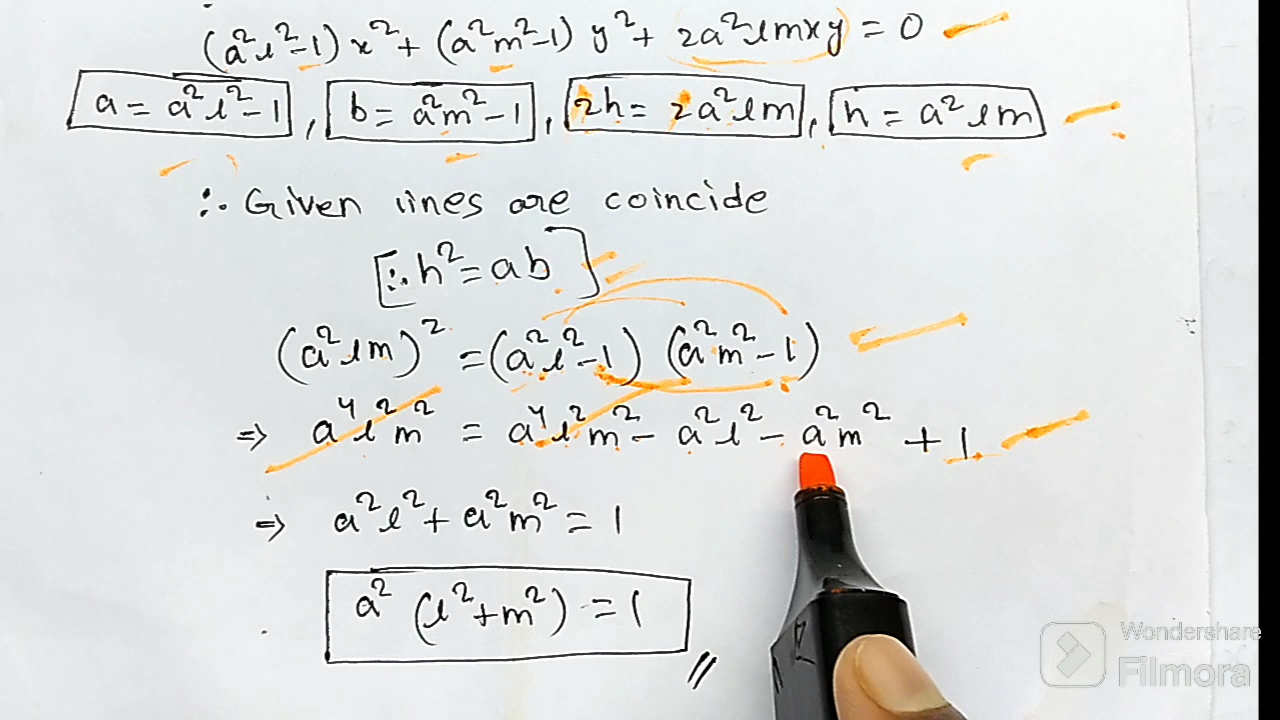 (a²l²-1)x² + (a²m²-1) y² + 2a²lmxy = 0
a = a²l²-1 , b = a²m²-1 , 2h = 2a²lm , h = a²lm
∴ Given lines are coincide
[∵ h² = ab]
(a²lm)² = (a²l²-1) (a²m²-1)
⇒ a⁴l²m² = a⁴l²m² - a²l² - a²m² + 1
⇒ a²l² + a²m² = 1
a² (l²+m²) = 1 //
Wondershare
Filmora